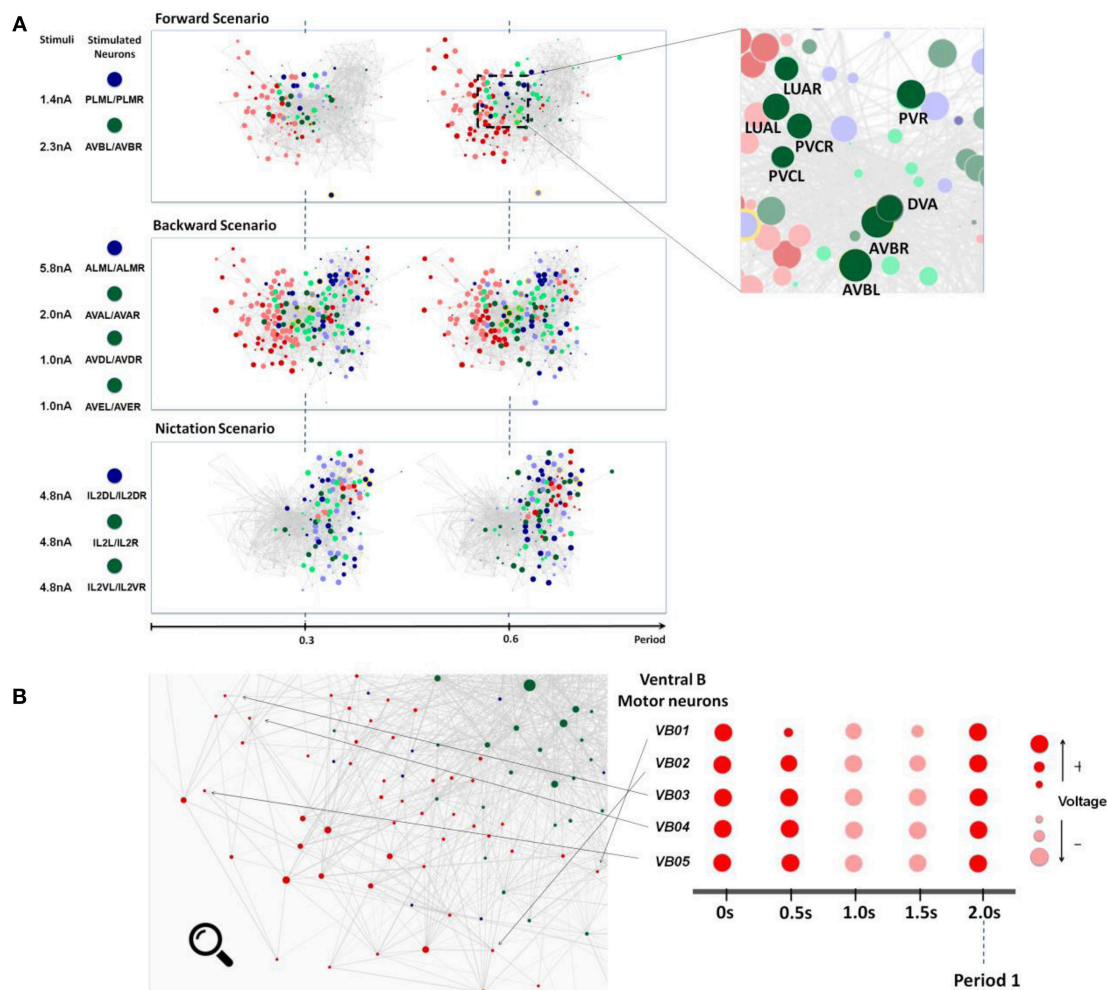 A
Forward Scenario
Stimuli
Stimulated
Neurons
1.4nA PLML/PLMR
2.3nA AVBL/AVBR
LUAR
LUAL
PVCR
PVCL
PVR
DVA
AVBR
AVBL
Backward Scenario
5.8nA ALML/ALMR
2.0nA AVAL/AVAR
1.0nA AVDL/AVDR
1.0nA AVEL/AVER
Nictation Scenario
4.8nA IL2DL/IL2DR
4.8nA IL2L/IL2R
4.8nA IL2VL/IL2VR
0.3 0.6 Period
B
Ventral B
Motor neurons
VB01
VB02
VB03
VB04
VB05
+
Voltage
−
0s 0.5s 1.0s 1.5s 2.0s
Period 1